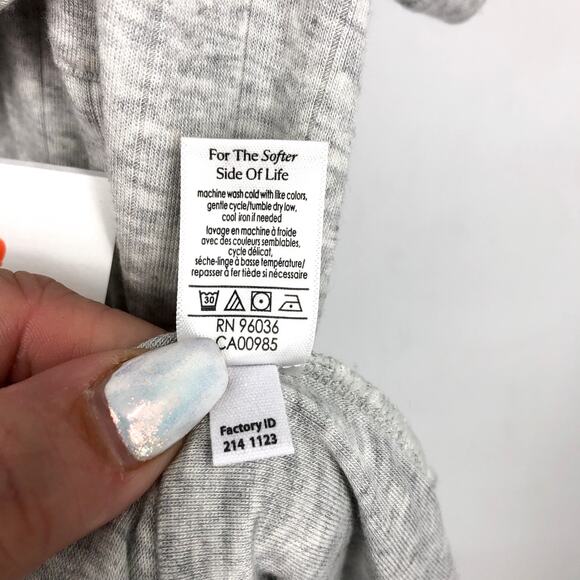 For The Softer
Side Of Life
machine wash cold with like colors,
gentle cycle/tumble dry low,
cool iron if needed
lavage en machine à froide
avec des couleurs semblables,
cycle délicat,
séche-linge à basse température/
repasser à fer tiède si nécessaire
30
RN 96036
CA00985
Factory ID
214 1123